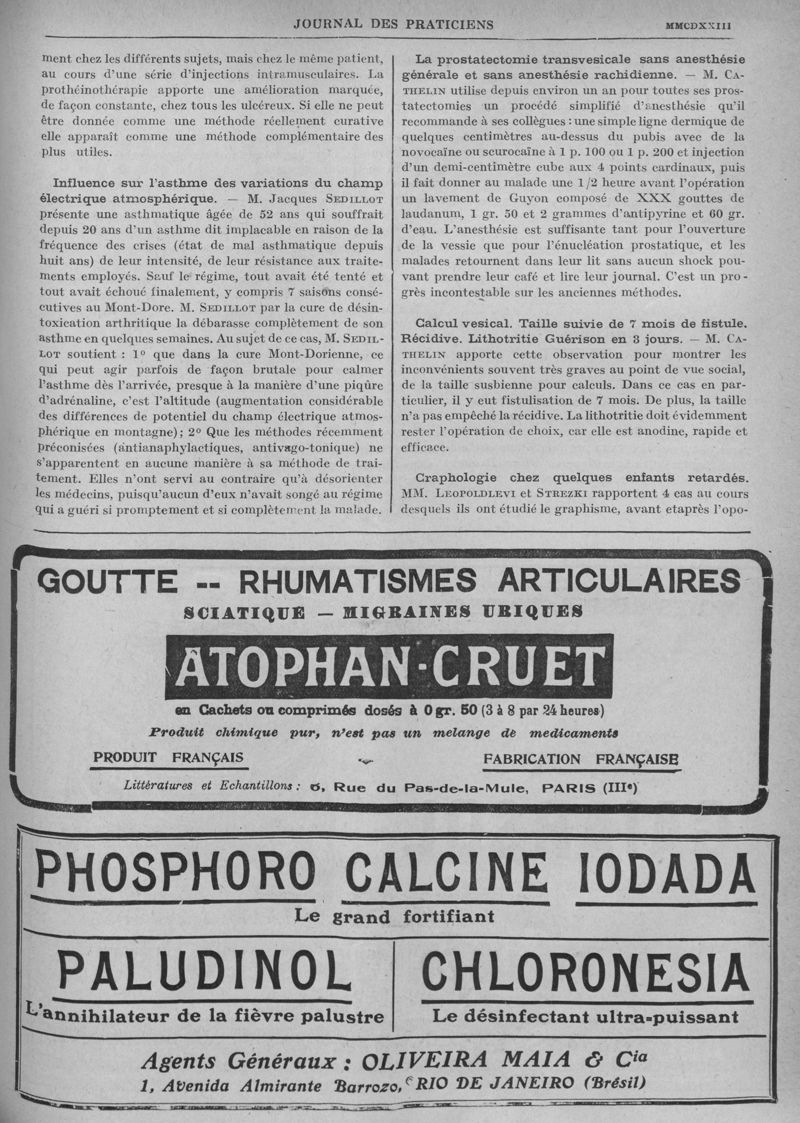 JOURNAL DES PRATICIENS MMCDXXIII
ment chez les différents sujets, mais chez le même patient,
au cours d'une série d'injections intramusculaires. La
prothéinothérapie apporte une amélioration marquée,
de façon constante, chez tous les ulcéreux. Si elle ne peut
être donnée comme une méthode réellement curative
elle apparaît comme une méthode complémentaire des
plus utiles.
Influence sur l'asthme des variations du champ
électrique atmosphérique. — M. Jacques SEDILLOT
présente une asthmatique âgée de 52 ans qui souffrait
depuis 20 ans d'un asthme dit implacable en raison de la
fréquence des crises (état de mal asthmatique depuis
huit ans) de leur intensité, de leur résistance aux traite-
ments employés. Sauf le régime, tout avait été tenté et
tout avait échoué finalement, y compris 7 saisons consé-
cutives au Mont-Dore. M. SEDILLOT par la cure de désin-
toxication arthritique la débarasse complètement de son
asthme en quelques semaines. Au sujet de ce cas, M. SEDIL-
LOT soutient : 1° que dans la cure Mont-Dorienne, ce
qui peut agir parfois de façon brutale pour calmer
l'asthme dès l'arrivée, presque à la manière d'une piqûre
d'adrénaline, c'est l'altitude (augmentation considérable
des différences de potentiel du champ électrique atmos-
phérique en montagne) ; 2° Que les méthodes récemment
préconisées (antianaphylactiques, antivago-tonique) ne
s'apparentent en aucune manière à sa méthode de trai-
tement. Elles n'ont servi au contraire qu'à désorienter
les médecins, puisqu'aucun d'eux n'avait songé au régime
qui a guéri si promptement et si complètement la malade.
La prostatectomie transvesicale sans anesthésie
générale et sans anesthésie rachidienne. — M. CA-
THELIN utilise depuis environ un an pour toutes ses pros-
tatectomies un procédé simplifié d'anesthésie qu'il
recommande à ses collègues : une simple ligne dermique de
quelques centimètres au-dessus du pubis avec de la
novocaïne ou scurocaïne à 1 p. 100 ou 1 p. 200 et injection
d'un demi-centimètre cube aux 4 points cardinaux, puis
il fait donner au malade une 1/2 heure avant l'opération
un lavement de Guyon composé de XXX gouttes de
laudanum, 1 gr. 50 et 2 grammes d'antipyrine et 60 gr.
d'eau. L'anesthésie est suffisante tant pour l'ouverture
de la vessie que pour l'énucléation prostatique, et les
malades retournent dans leur lit sans aucun shock pou-
vant prendre leur café et lire leur journal. C'est un pro-
grès incontestable sur les anciennes méthodes.
Calcul vesical. Taille suivie de 7 mois de fistule.
Récidive. Lithotritie Guérison en 3 jours. — M. CA-
THELIN apporte cette observation pour montrer les
inconvénients souvent très graves au point de vue social,
de la taille susbienne pour calculs. Dans ce cas en par-
ticulier, il y eut fistulisation de 7 mois. De plus, la taille
n'a pas empêché la récidive. La lithotritie doit évidemment
rester l'opération de choix, car elle est anodine, rapide et
efficace.
Craphologie chez quelques enfants retardés.
MM. LEOPOLDLEVI et STREZKI rapportent 4 cas au cours
desquels ils ont étudié le graphisme, avant etaprès l'opo-
GOUTTE -- RHUMATISMES ARTICULAIRES
SCIATIQUE — MIGRAINES URIQUES
ATOPHAN-CRUET
en Cachets ou comprimés dosés à 0 gr. 50 (3 à 8 par 24 heures)
Produit chimique pur, n'est pas un melange de medicaments
PRODUIT FRANÇAIS FABRICATION FRANÇAISE
Littératures et Echantillons : 6, Rue du Pas-de-la-Mule, PARIS (IIIe)
PHOSPHORO CALCINE IODADA
Le grand fortifiant
PALUDINOL
L'annihilateur de la fièvre palustre
CHLORONESIA
Le désinfectant ultra-puissant
Agents Généraux : OLIVEIRA MAIA & Cia
1, Avenida Almirante Barrozo, RIO DE JANEIRO (Brésil)